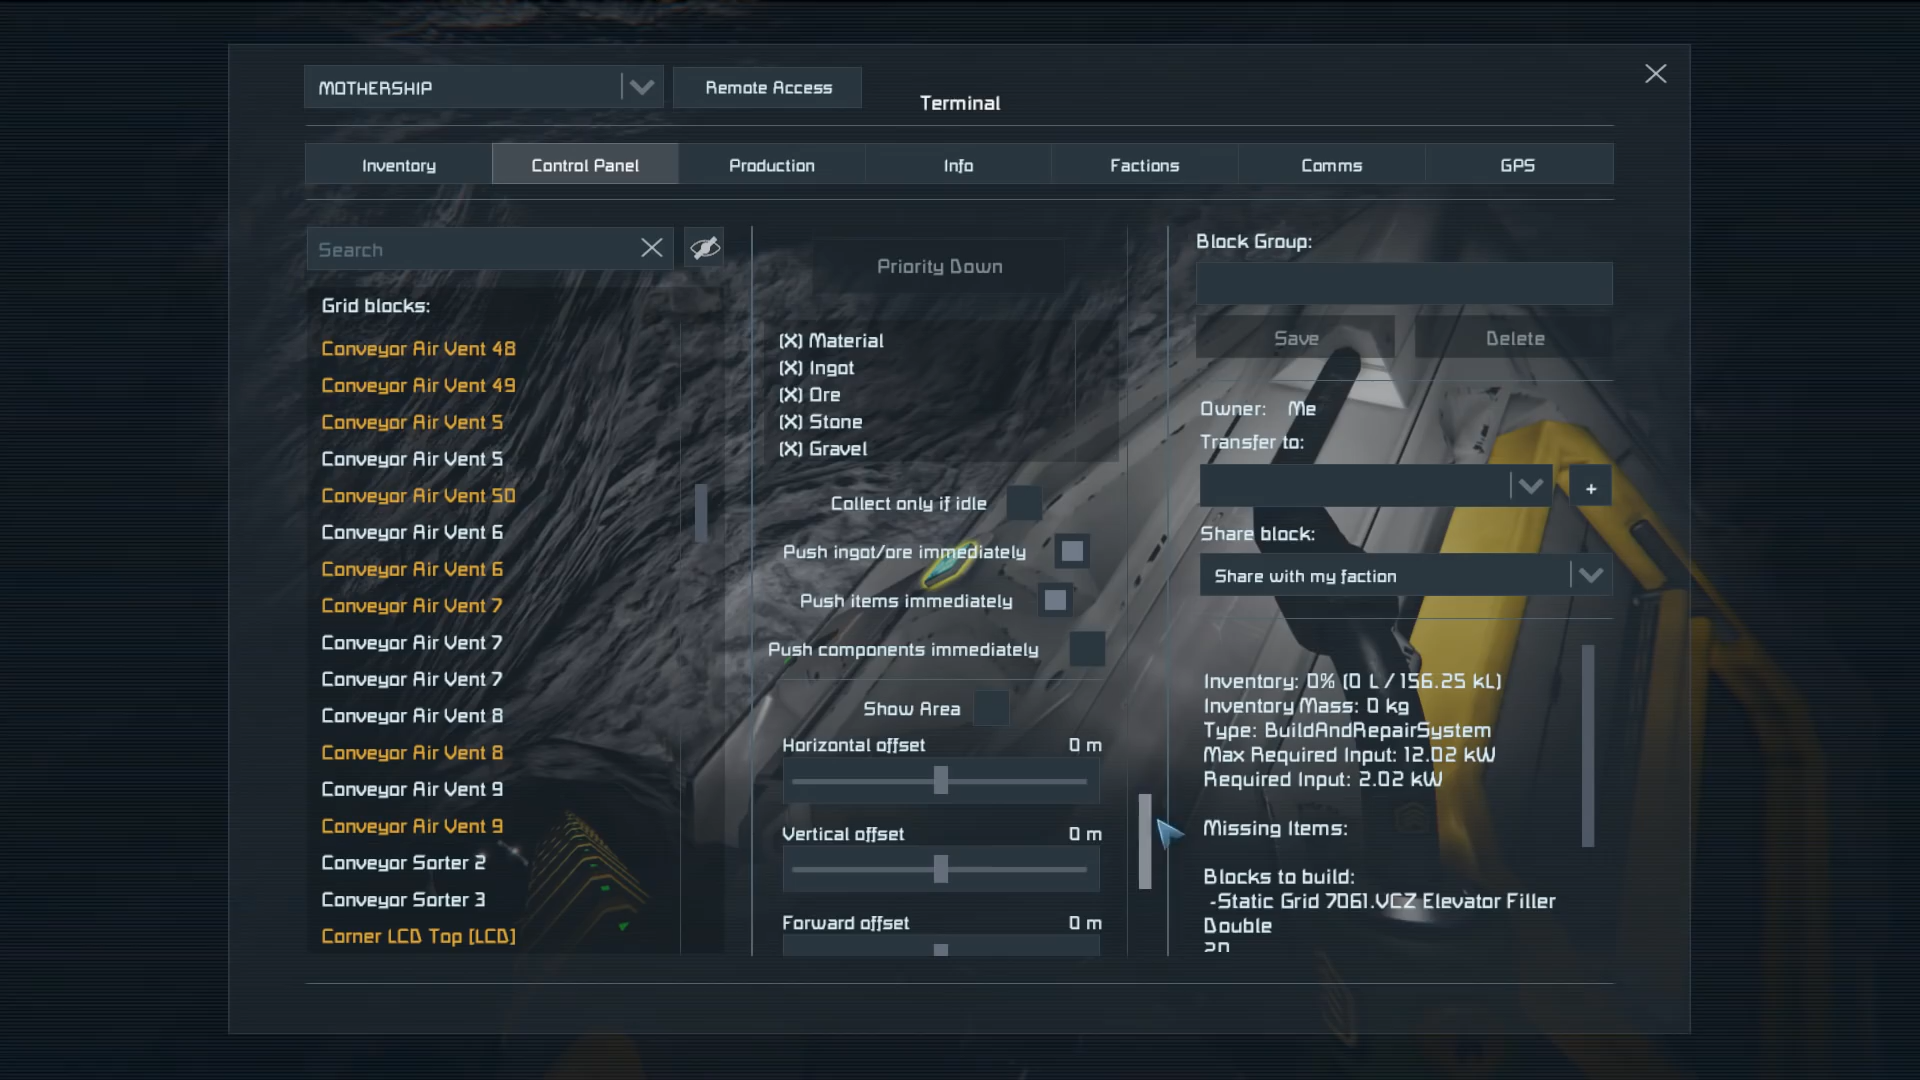 MOTHERSHIP
Remote Access
Terminal
Inventory
Control Panel
Production
Info
Factions
Comms
GPS
Search
Grid blocks:
Conveyor Air Vent 48
Conveyor Air Vent 49
Conveyor Air Vent 5
Conveyor Air Vent 5
Conveyor Air Vent 50
Conveyor Air Vent 6
Conveyor Air Vent 6
Conveyor Air Vent 7
Conveyor Air Vent 7
Conveyor Air Vent 7
Conveyor Air Vent 8
Conveyor Air Vent 8
Conveyor Air Vent 9
Conveyor Air Vent 9
Conveyor Sorter 2
Conveyor Sorter 3
Corner LCD Top [LCD]
Priority Down
(X) Material
(X) Ingot
(X) Ore
(X) Stone
(X) Gravel
Collect only if idle
Push ingot/ore immediately
Push items immediately
Push components immediately
Show Area
Horizontal offset 0 m
Vertical offset 0 m
Forward offset 0 m
Block Group:
Save
Delete
Owner: Me
Transfer to:
+
Share block:
Share with my faction
Inventory: 0% (0 L / 156.25 kL)
Inventory Mass: 0 kg
Type: BuildAndRepairSystem
Max Required Input: 12.02 kW
Required Input: 2.02 kW
Missing Items:
Blocks to build:
-Static Grid 7061.VCZ Elevator Filler
Double